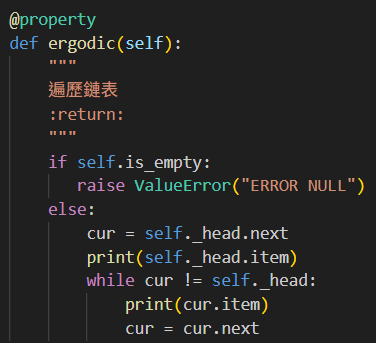 @property
def ergodic(self):
    """
    遍歷鏈表
    :return:
    """
    if self.is_empty:
       raise ValueError("ERROR NULL")
    else:
        cur = self._head.next
        print(self._head.item)
        while cur != self._head:
            print(cur.item)
            cur = cur.next